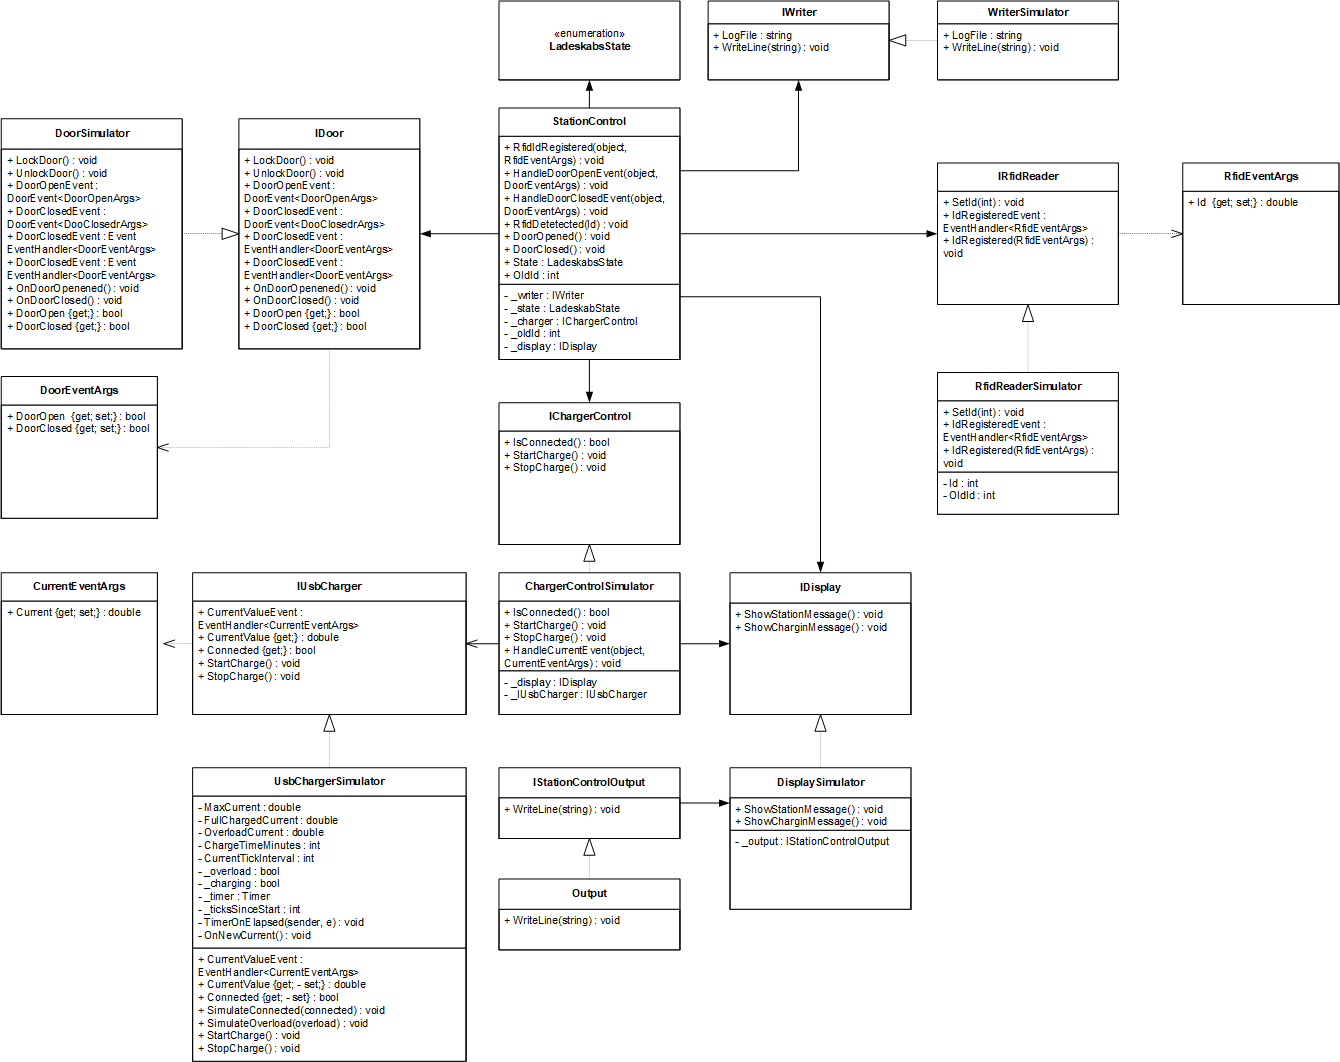 «enumeration»
LadeskabsState
IWriter
+ LogFile : string
+ WriteLine(string) : void
WriterSimulator
+ LogFile : string
+ WriteLine(string) : void
DoorSimulator
+ LockDoor() : void
+ UnlockDoor() : void
+ DoorOpenEvent :
DoorEvent<DoorOpenArgs>
+ DoorClosedEvent :
DoorEvent<DooClosedrArgs>
+ DoorClosedEvent : Event
EventHandler<DoorEventArgs>
+ DoorClosedEvent : Event
EventHandler<DoorEventArgs>
+ OnDoorOpenened() : void
+ OnDoorClosed() : void
+ DoorOpen {get;} : bool
+ DoorClosed {get;} : bool
IDoor
+ LockDoor() : void
+ UnlockDoor() : void
+ DoorOpenEvent :
DoorEvent<DoorOpenArgs>
+ DoorClosedEvent :
DoorEvent<DooClosedrArgs>
+ DoorClosedEvent :
EventHandler<DoorEventArgs>
+ DoorClosedEvent :
EventHandler<DoorEventArgs>
+ OnDoorOpenened() : void
+ OnDoorClosed() : void
+ DoorOpen {get;} : bool
+ DoorClosed {get;} : bool
StationControl
+ RfidIdRegistered(object,
RfidEventArgs) : void
+ HandleDoorOpenEvent(object,
DoorEventArgs) : void
+ HandleDoorClosedEvent(object,
DoorEventArgs) : void
+ RfidDetetected(Id) : void
+ DoorOpened() : void
+ DoorClosed() : void
+ State : LadeskabsState
+ OldId : int
- _writer : IWriter
- _state : LadeskabState
- _charger : IChargerControl
- _oldId : int
- _display : IDisplay
IRfidReader
+ SetId(int) : void
+ IdRegisteredEvent :
EventHandler<RfidEventArgs>
+ IdRegistered(RfidEventArgs) :
void
RfidEventArgs
+ Id {get; set;} : double
DoorEventArgs
+ DoorOpen {get; set;} : bool
+ DoorClosed {get; set;} : bool
IChargerControl
+ IsConnected() : bool
+ StartCharge() : void
+ StopCharge() : void
RfidReaderSimulator
+ SetId(int) : void
+ IdRegisteredEvent :
EventHandler<RfidEventArgs>
+ IdRegistered(RfidEventArgs) :
void
- Id : int
- OldId : int
CurrentEventArgs
+ Current {get; set;} : double
IUsbCharger
+ CurrentValueEvent :
EventHandler<CurrentEventArgs>
+ CurrentValue {get;} : dobule
+ Connected {get;} : bool
+ StartCharge() : void
+ StopCharge() : void
ChargerControlSimulator
+ IsConnected() : bool
+ StartCharge() : void
+ StopCharge() : void
+ HandleCurrentEvent(object,
CurrentEventArgs) : void
- _display : IDisplay
- _IUsbCharger : IUsbCharger
IDisplay
+ ShowStationMessage() : void
+ ShowCharginMessage() : void
UsbChargerSimulator
- MaxCurrent : double
- FullChargedCurrent : double
- OverloadCurrent : double
- ChargeTimeMinutes : int
- CurrentTickInterval : int
- _overload : bool
- _charging : bool
- _timer : Timer
- _ticksSinceStart : int
- TimerOnElapsed(sender, e) : void
- OnNewCurrent() : void
+ CurrentValueEvent :
EventHandler<CurrentEventArgs>
+ CurrentValue {get; - set;} : double
+ Connected {get; - set} : bool
+ SimulateConnected(connected) : void
+ SimulateOverload(overload) : void
+ StartCharge() : void
+ StopCharge() : void
IStationControlOutput
+ WriteLine(string) : void
DisplaySimulator
+ ShowStationMessage() : void
+ ShowCharginMessage() : void
- _output : IStationControlOutput
Output
+ WriteLine(string) : void